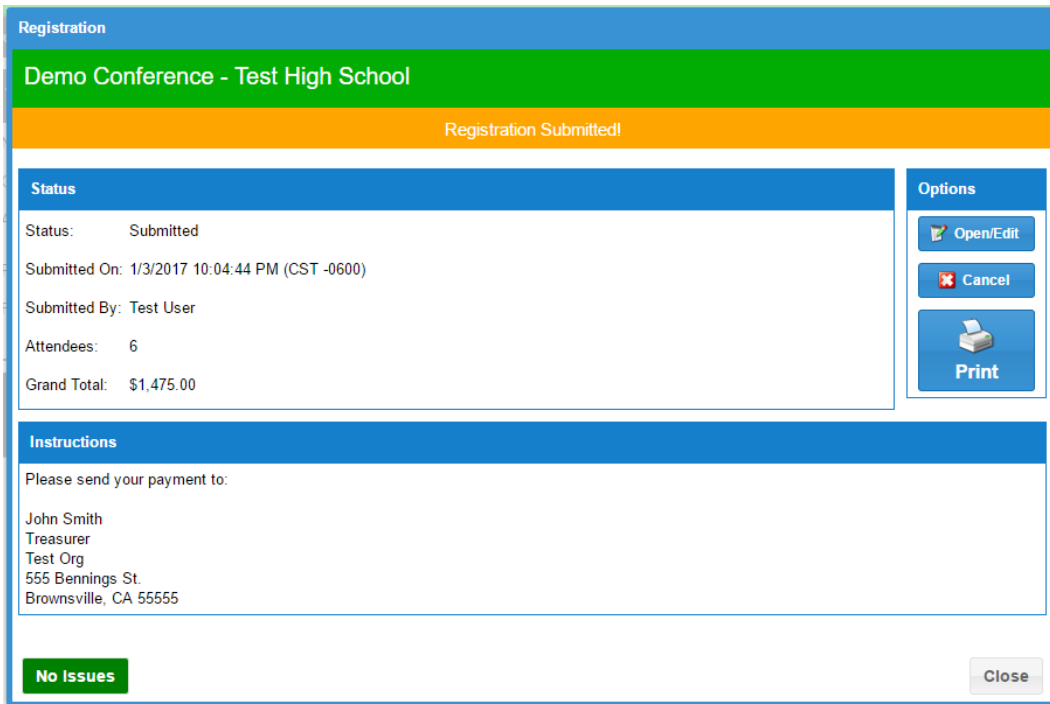 Registration
Demo Conference - Test High School
Registration Submitted!
Status
Status: Submitted
Submitted On: 1/3/2017 10:04:44 PM (CST -0600)
Submitted By: Test User
Attendees: 6
Grand Total: $1,475.00
Options
Open/Edit
Cancel
Print
Instructions
Please send your payment to:
John Smith
Treasurer
Test Org
555 Bennings St.
Brownsville, CA 55555
No Issues
Close